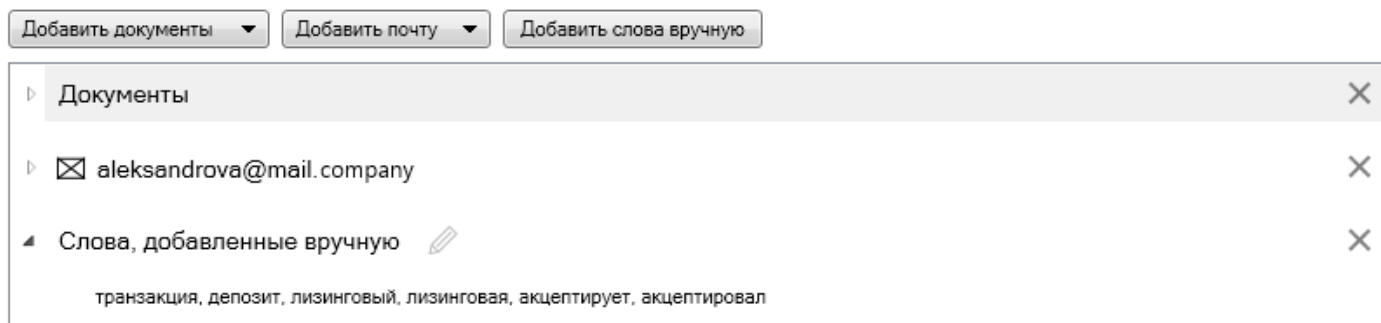 Добавить документы Добавить почту Добавить слова вручную
Документы
aleksandrova@mail.company
Слова, добавленные вручную
транзакция, депозит, лизинговый, лизинговая, акцептирует, акцептировал